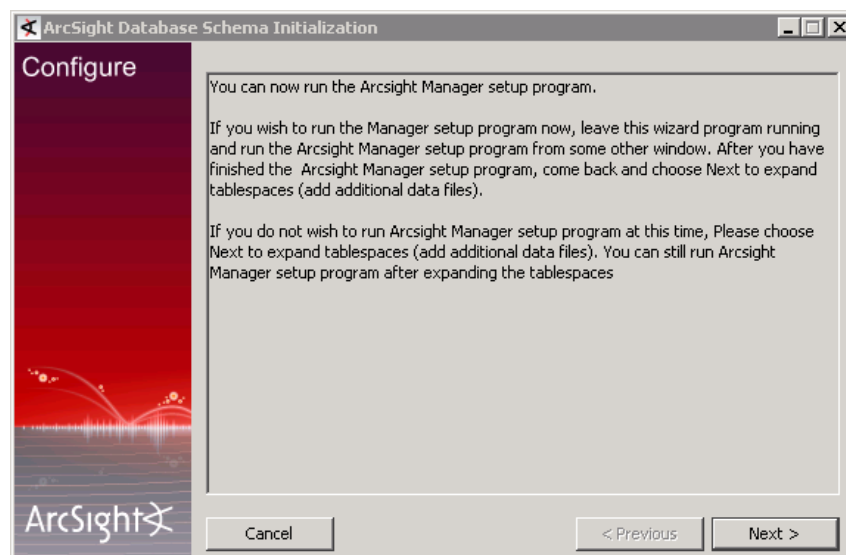 ArcSight Database Schema Initialization
Configure
You can now run the Arcsight Manager setup program.
If you wish to run the Manager setup program now, leave this wizard program running
and run the Arcsight Manager setup program from some other window. After you have
finished the  Arcsight Manager setup program, come back and choose Next to expand
tablespaces (add additional data files).
If you do not wish to run Arcsight Manager setup program at this time, Please choose
Next to expand tablespaces (add additional data files). You can still run Arcsight
Manager setup program after expanding the tablespaces
ArcSight
Cancel
< Previous
Next >